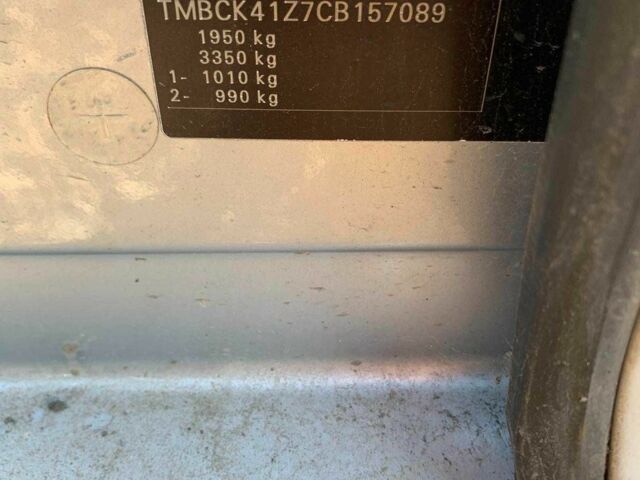 TMBCK41Z7CB157089
1950 kg
3350 kg
1- 1010 kg
2- 990 kg